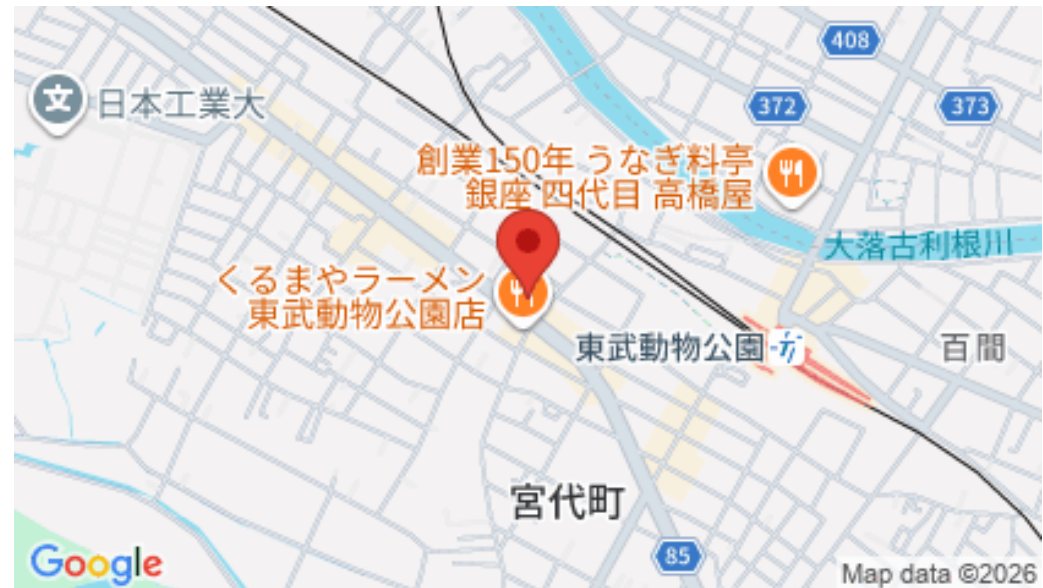 408
372
373
文
日本工業大
創業150年 うなぎ料亭
銀座 四代目 高橋屋
大落古利根川
くるまやラーメン
東武動物公園店
東武動物公園
百間
宮代町
85
Google
Map data ©2026